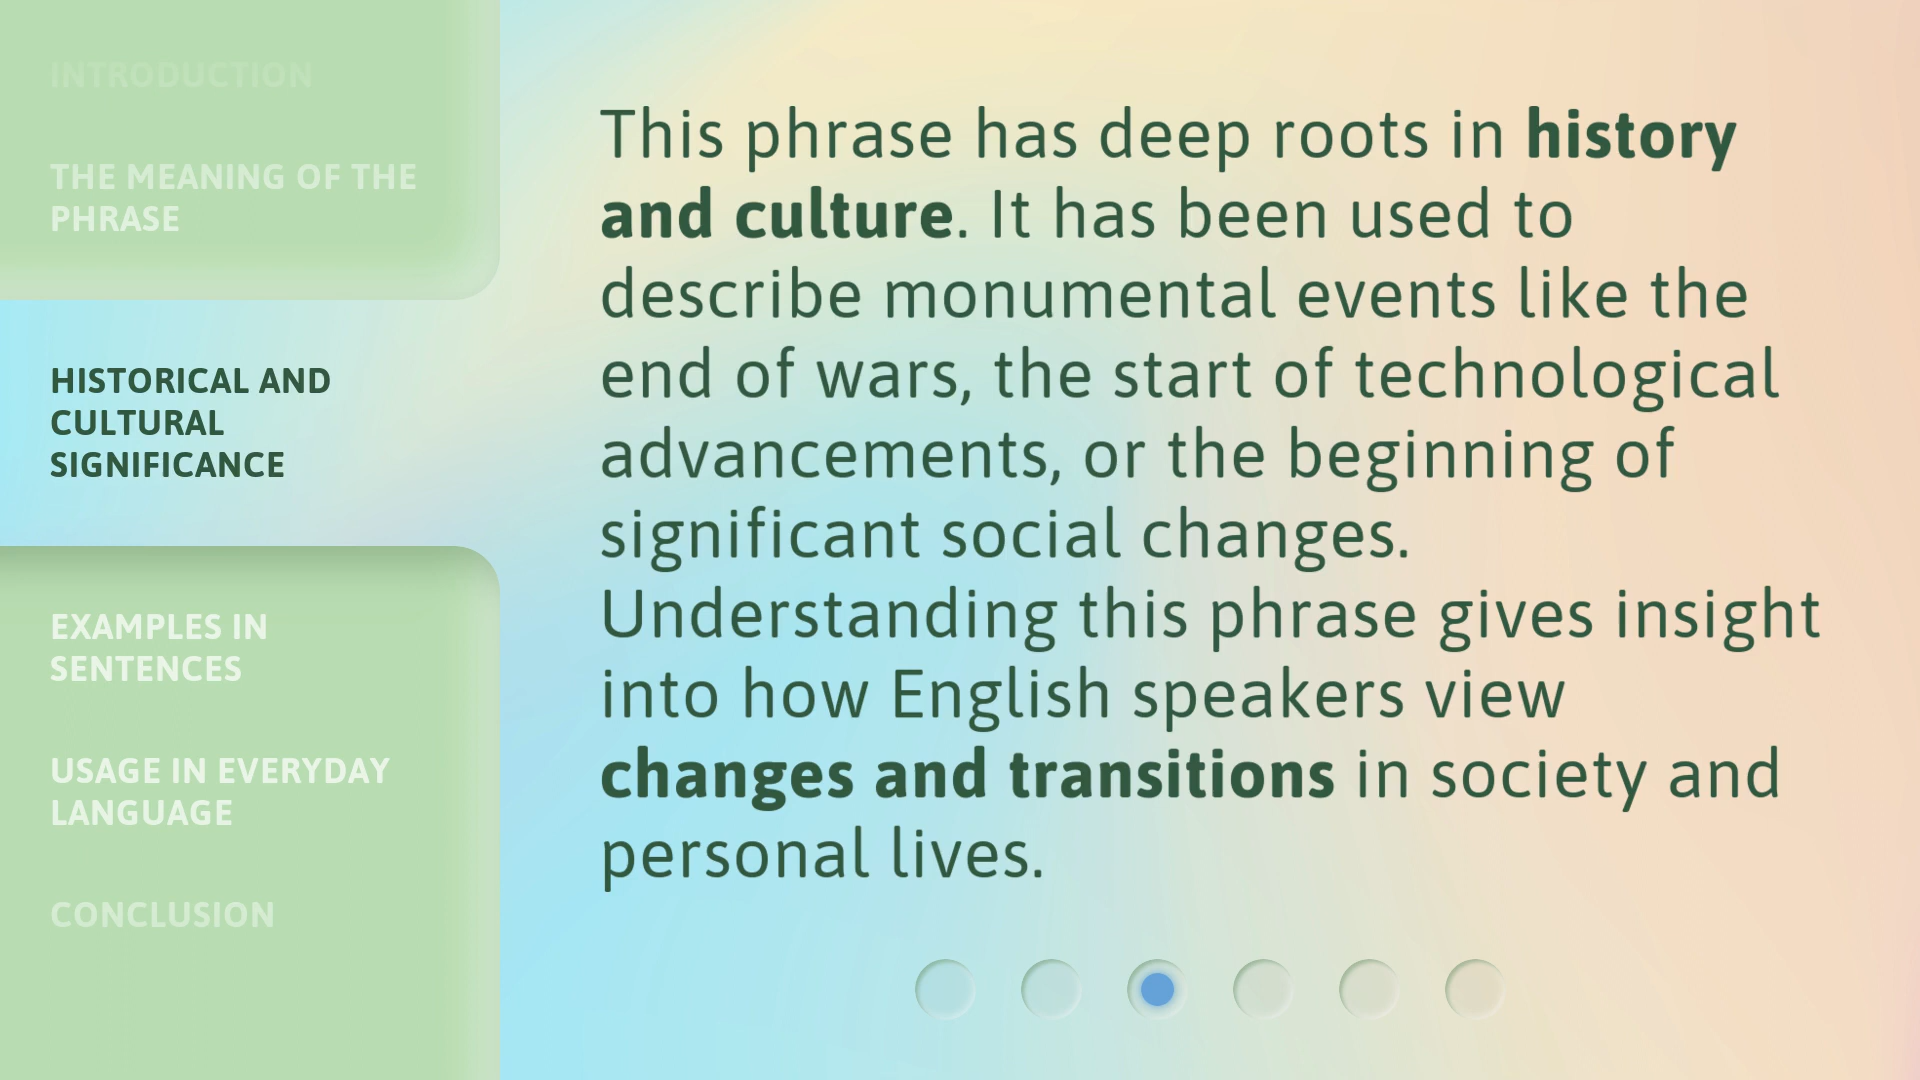 INTRODUCTION
THE MEANING OF THE
PHRASE
HISTORICAL AND
CULTURAL
SIGNIFICANCE
EXAMPLES IN
SENTENCES
USAGE IN EVERYDAY
LANGUAGE
CONCLUSION
This phrase has deep roots in history
and culture. It has been used to
describe monumental events like the
end of wars, the start of technological
advancements, or the beginning of
significant social changes.
Understanding this phrase gives insight
into how English speakers view
changes and transitions in society and
personal lives.